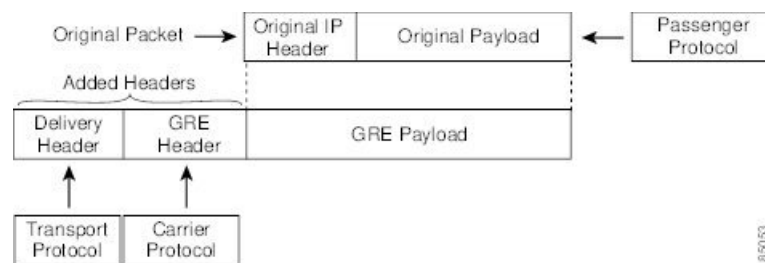 Original Packet
Original IP
Header
Original Payload
Passenger
Protocol
Added Headers
Delivery
Header
GRE
Header
GRE Payload
Transport
Protocol
Carrier
Protocol
85053